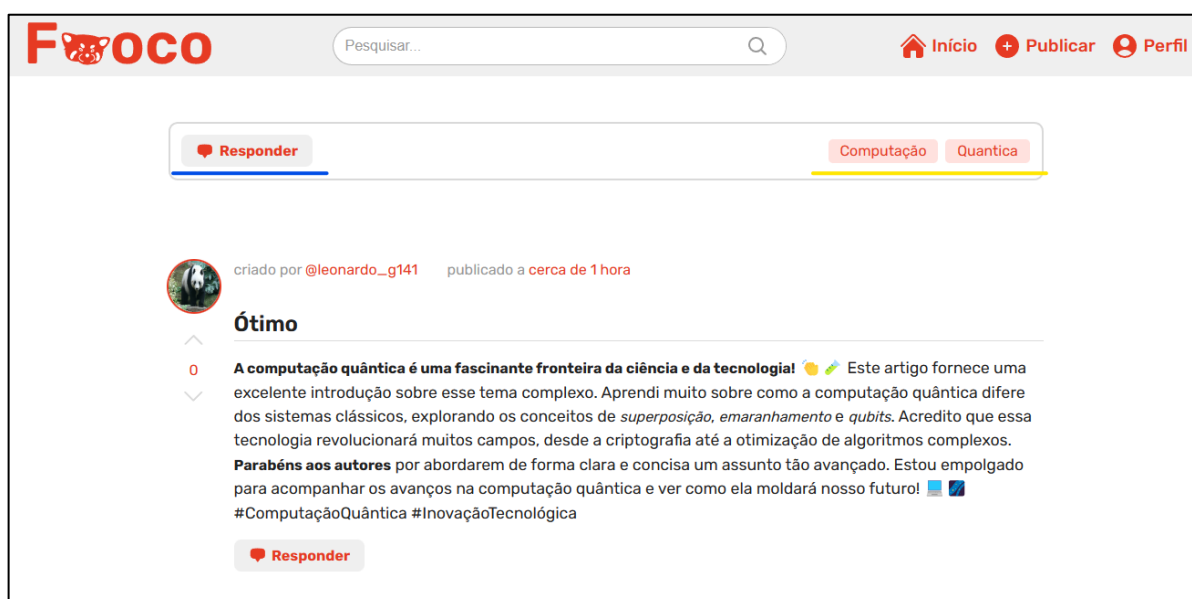 Fooco
Pesquisar...
Início
Publicar
Perfil
Responder
Computação
Quantica
criado por @leonardo_g141 publicado a cerca de 1 hora
Ótimo
0
A computação quântica é uma fascinante fronteira da ciência e da tecnologia! 👏 🧪 Este artigo fornece uma
excelente introdução sobre esse tema complexo. Aprendi muito sobre como a computação quântica difere
dos sistemas clássicos, explorando os conceitos de superposição, emaranhamento e qubits. Acredito que essa
tecnologia revolucionará muitos campos, desde a criptografia até a otimização de algoritmos complexos.
Parabéns aos autores por abordarem de forma clara e concisa um assunto tão avançado. Estou empolgado
para acompanhar os avanços na computação quântica e ver como ela moldará nosso futuro! 💻 🌌
#ComputaçãoQuântica #InovaçãoTecnológica
Responder